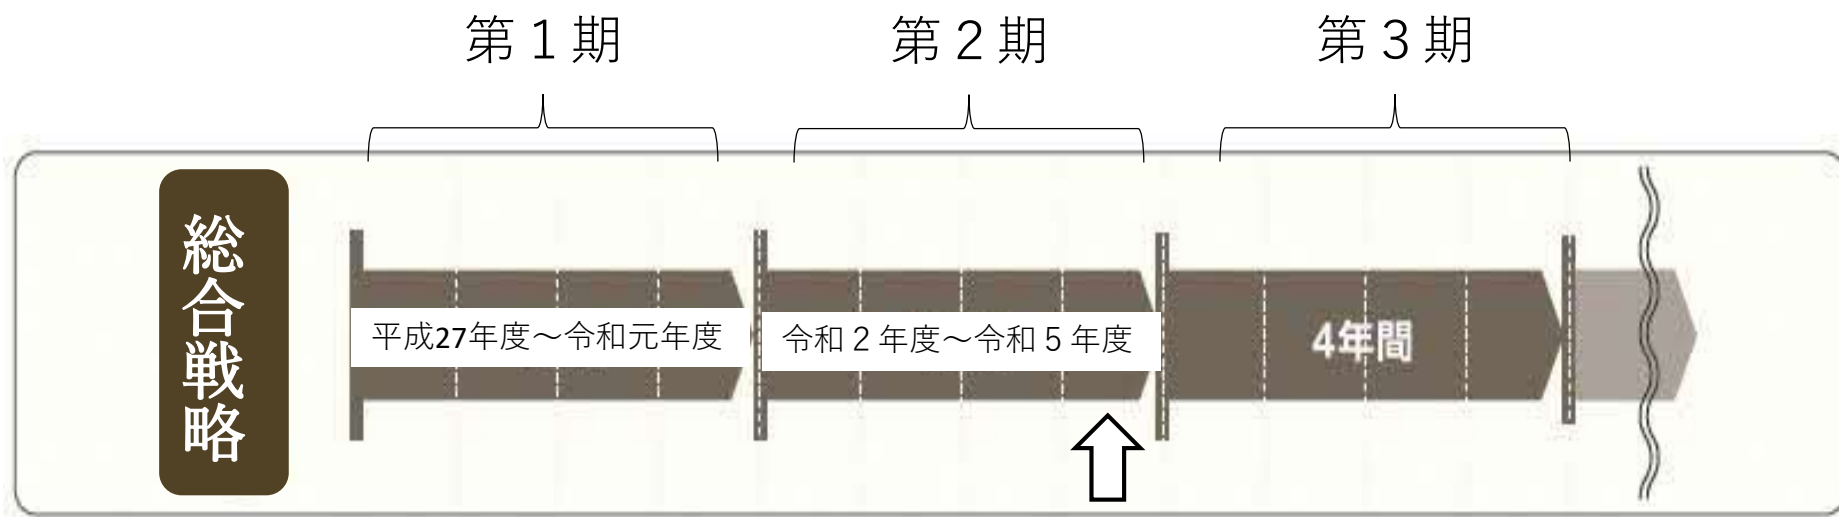 第１期
第２期
第３期
総合戦略
平成27年度～令和元年度
令和２年度～令和５年度
4年間